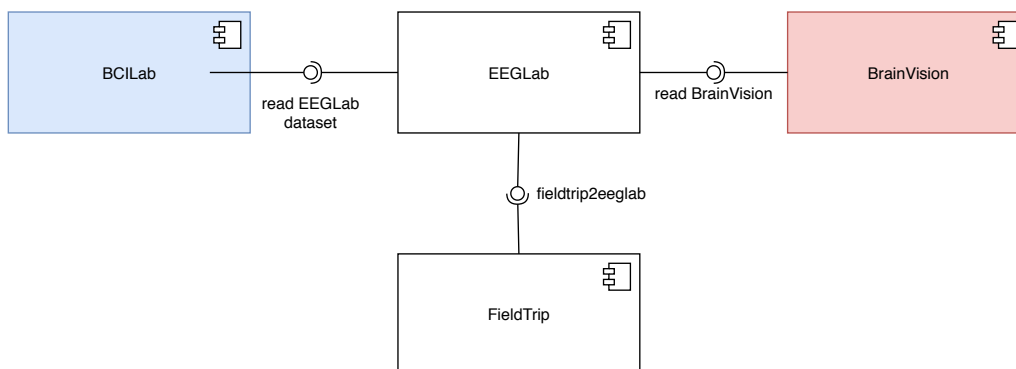 BCILab
EEGLab
BrainVision
read EEGLab
dataset
read BrainVision
fieldtrip2eeglab
FieldTrip